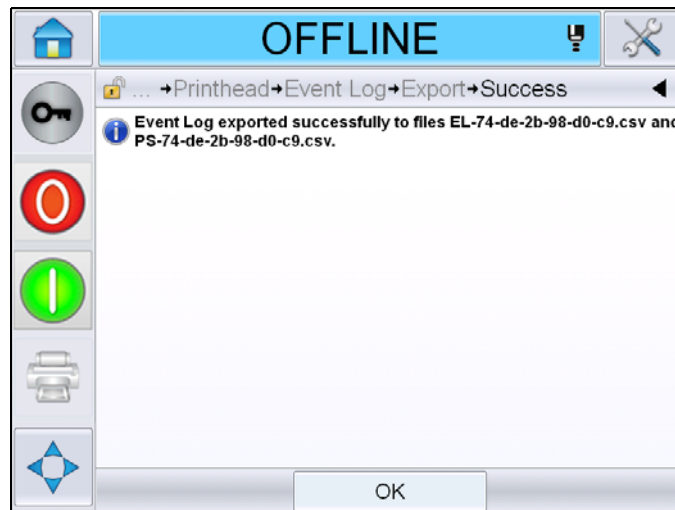 OFFLINE
... →Printhead→Event Log→Export→Success
Event Log exported successfully to files EL-74-de-2b-98-d0-c9.csv and
PS-74-de-2b-98-d0-c9.csv.
OK